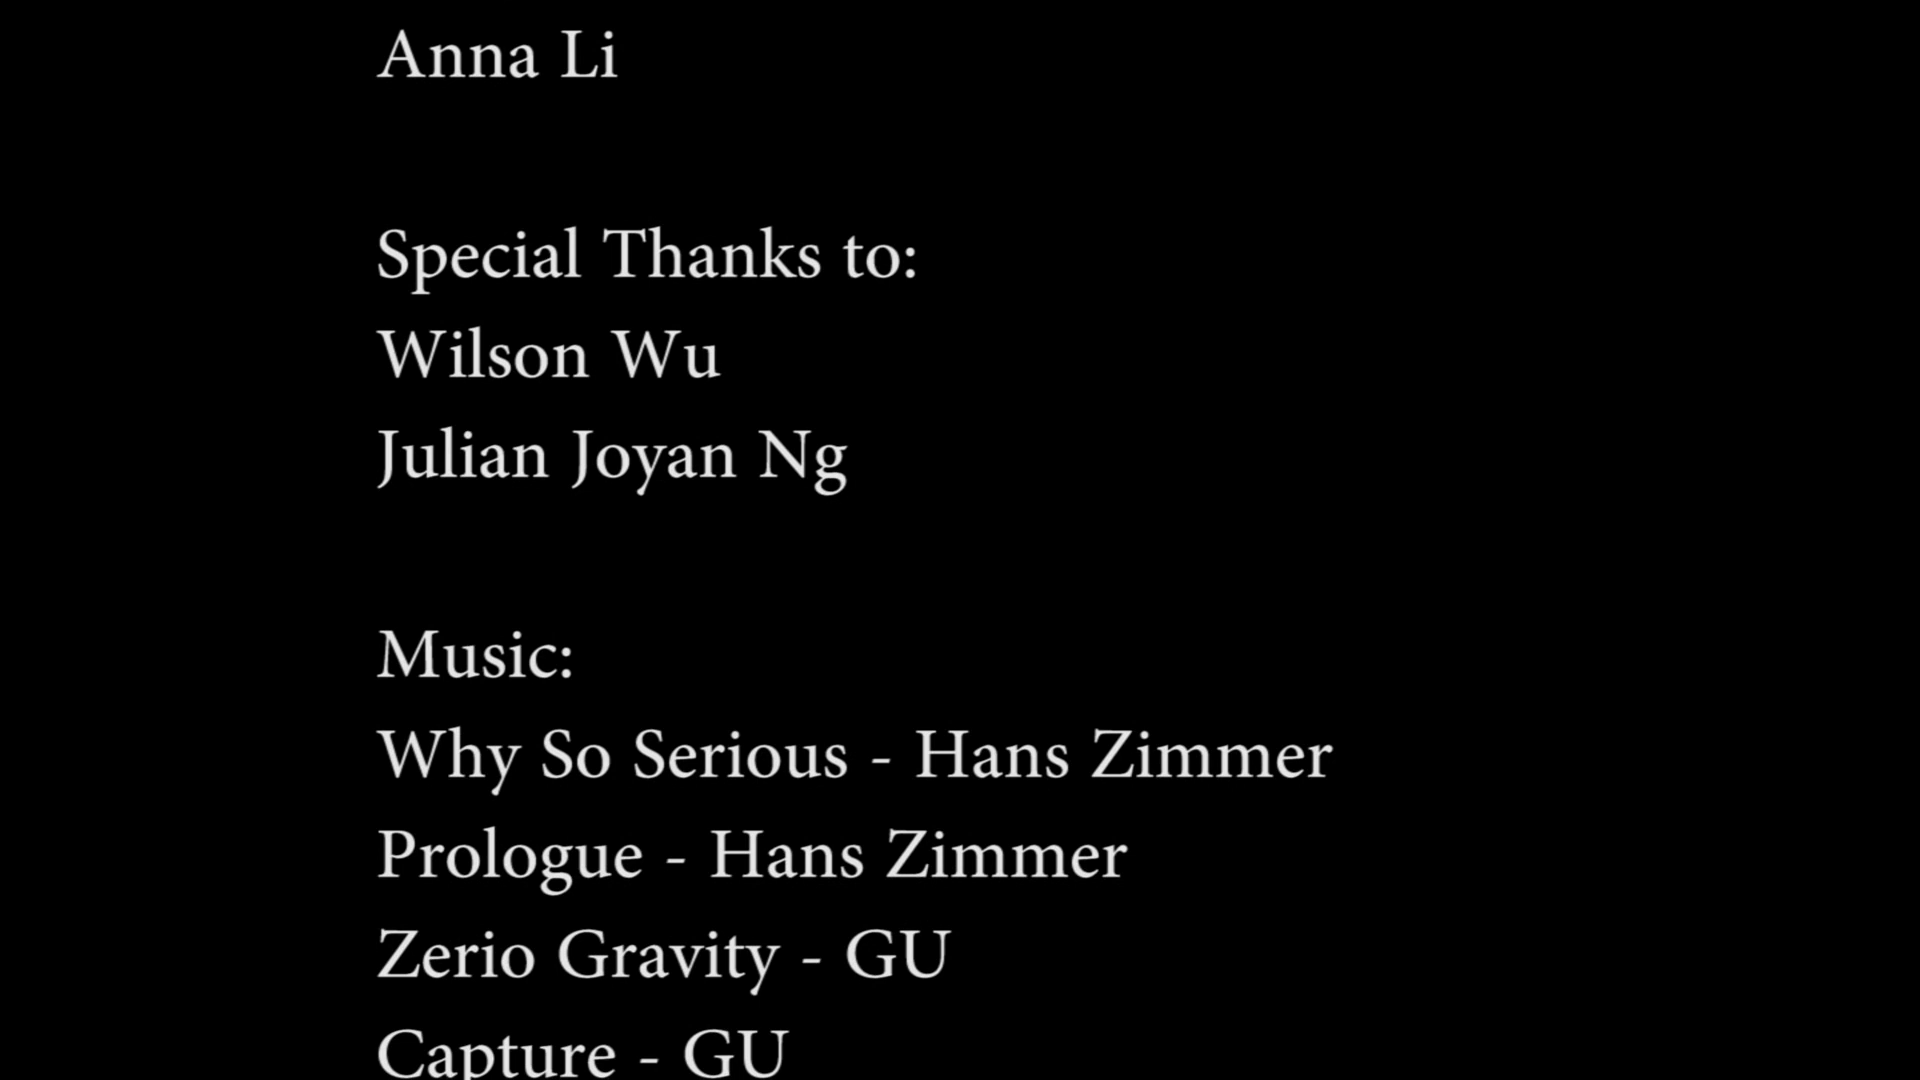 Anna Li
Special Thanks to:
Wilson Wu
Julian Joyan Ng
Music:
Why So Serious - Hans Zimmer
Prologue - Hans Zimmer
Zerio Gravity - GU
Capture - GU